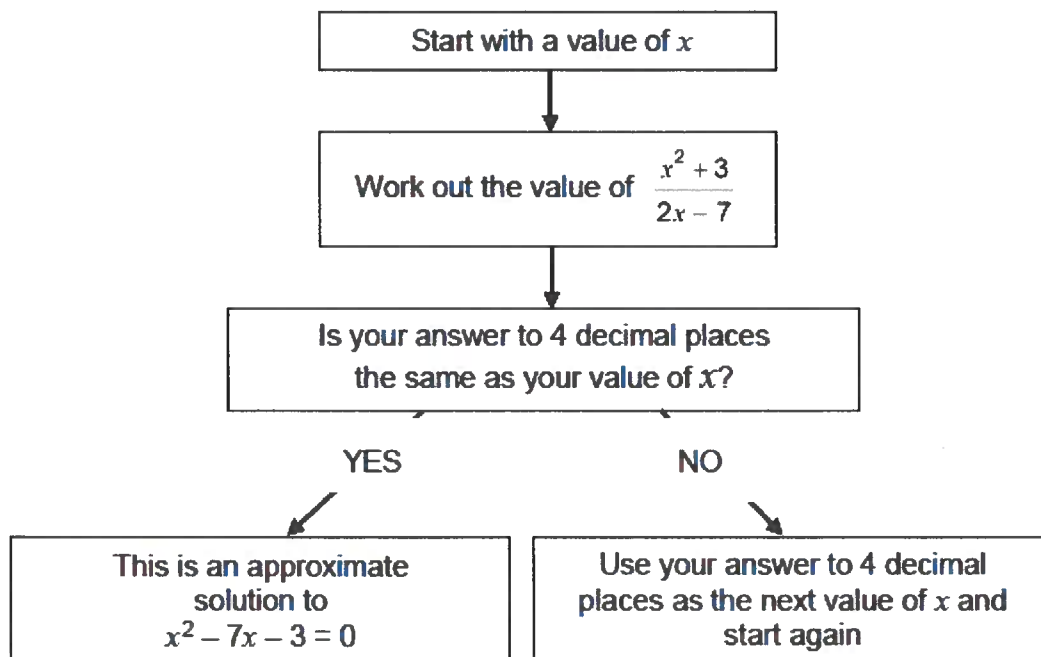 Start with a value of x
Work out the value of (x² + 3)/(2x – 7)
Is your answer to 4 decimal places
the same as your value of x?
YES
NO
This is an approximate
solution to
x² – 7x – 3 = 0
Use your answer to 4 decimal
places as the next value of x and
start again